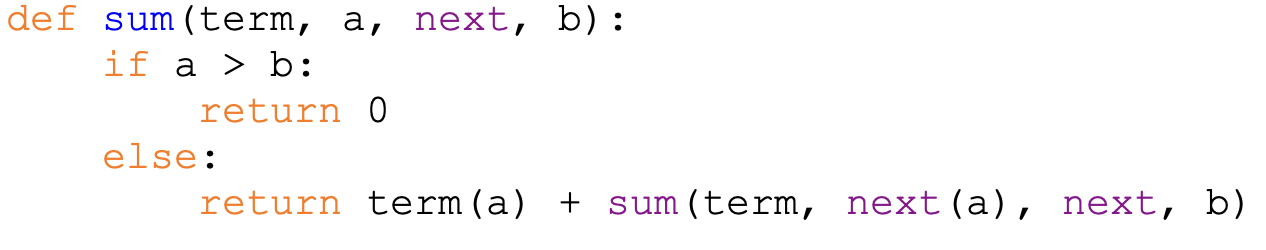 def sum(term, a, next, b):
    if a > b:
        return 0
    else:
        return term(a) + sum(term, next(a), next, b)